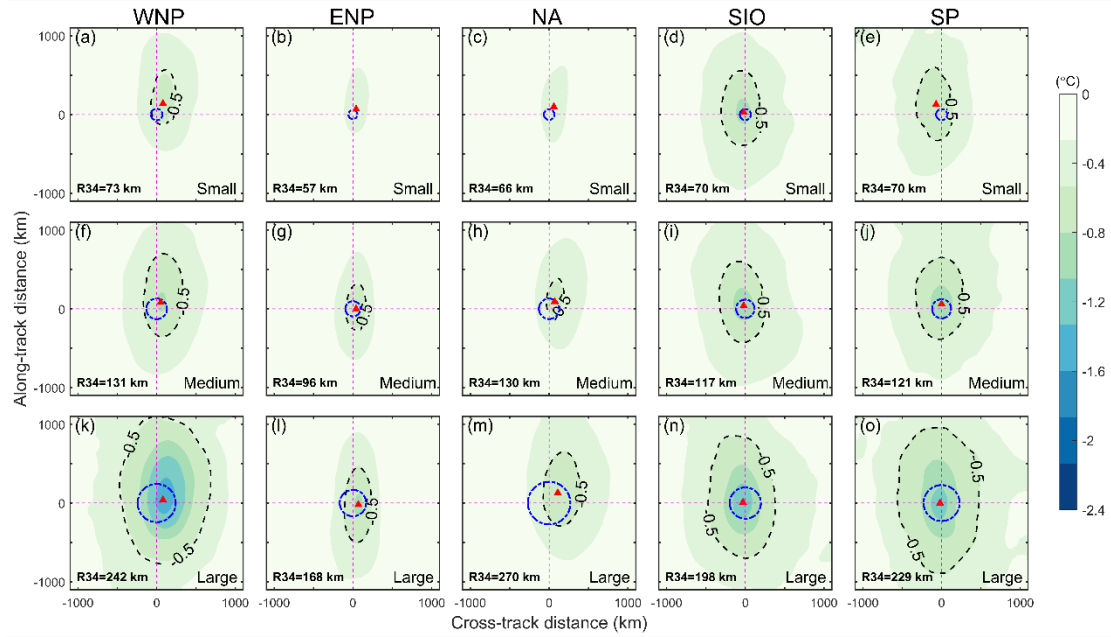 WNP ENP NA SIO SP
(a) (b) (c) (d) (e) (°C)
1000
0
-1000
-0.5 -0.5 -0.5
R34=73 km Small R34=57 km Small R34=66 km Small R34=70 km Small R34=70 km Small
(f) (g) (h) (i) (j)
1000
0
-1000
-0.5 -0.5 -0.5 -0.5 -0.5
R34=131 km Medium R34=96 km Medium R34=130 km Medium R34=117 km Medium R34=121 km Medium
(k) (l) (m) (n) (o)
1000
0
-1000
-0.5 -0.5 -0.5 -0.5 -0.5 -0.5 -0.5 -0.5
R34=242 km Large R34=168 km Large R34=270 km Large R34=198 km Large R34=229 km Large
-1000 0 1000 -1000 0 1000 -1000 0 1000 -1000 0 1000 -1000 0 1000
Along-track distance (km)
Cross-track distance (km)
0
-0.4
-0.8
-1.2
-1.6
-2.0
-2.4